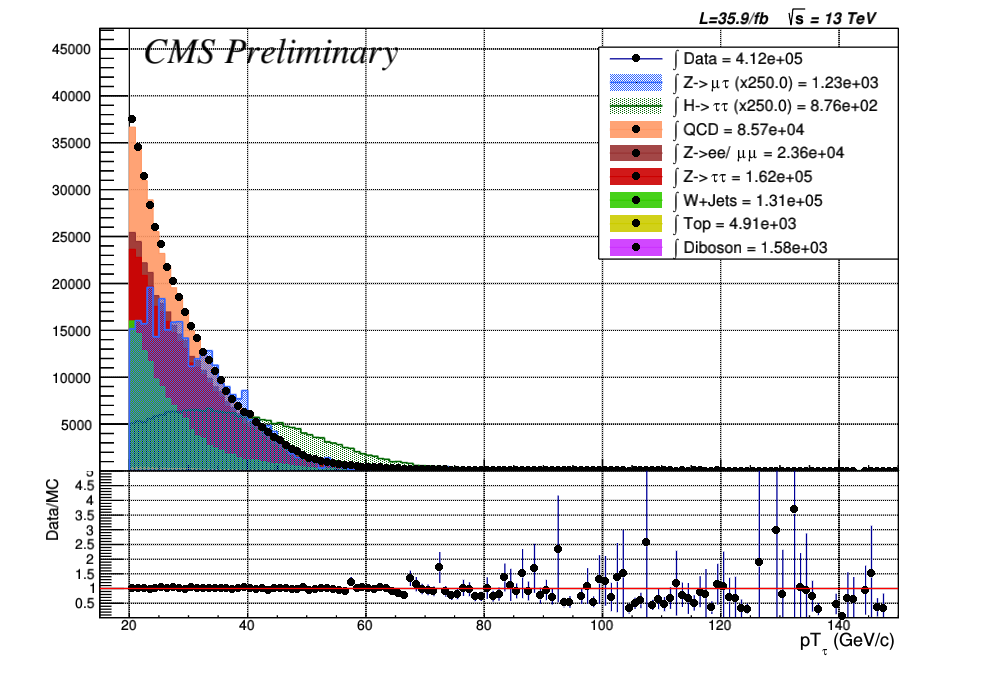 L=35.9/fb √s = 13 TeV
CMS Preliminary
∫ Data = 4.12e+05
∫ Z->μτ (x250.0) = 1.23e+03
∫ H->ττ (x250.0) = 8.76e+02
∫ QCD = 8.57e+04
∫ Z->ee/ μμ = 2.36e+04
∫ Z->ττ = 1.62e+05
∫ W+Jets = 1.31e+05
∫ Top = 4.91e+03
∫ Diboson = 1.58e+03
45000
40000
35000
30000
25000
20000
15000
10000
5000
Data/MC
5
4.5
4
3.5
3
2.5
2
1.5
1
0.5
20 40 60 80 100 120 140
pT_τ (GeV/c)